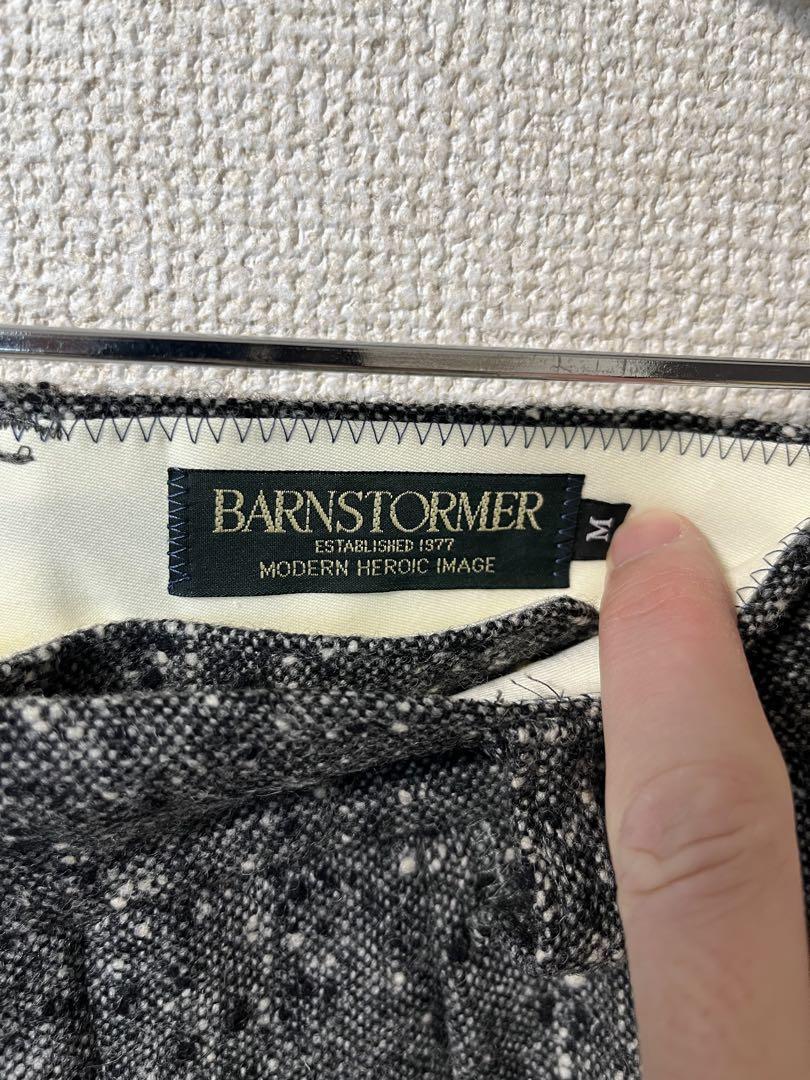 BARNSTORMER
ESTABLISHED 1977
MODERN HEROIC IMAGE
M